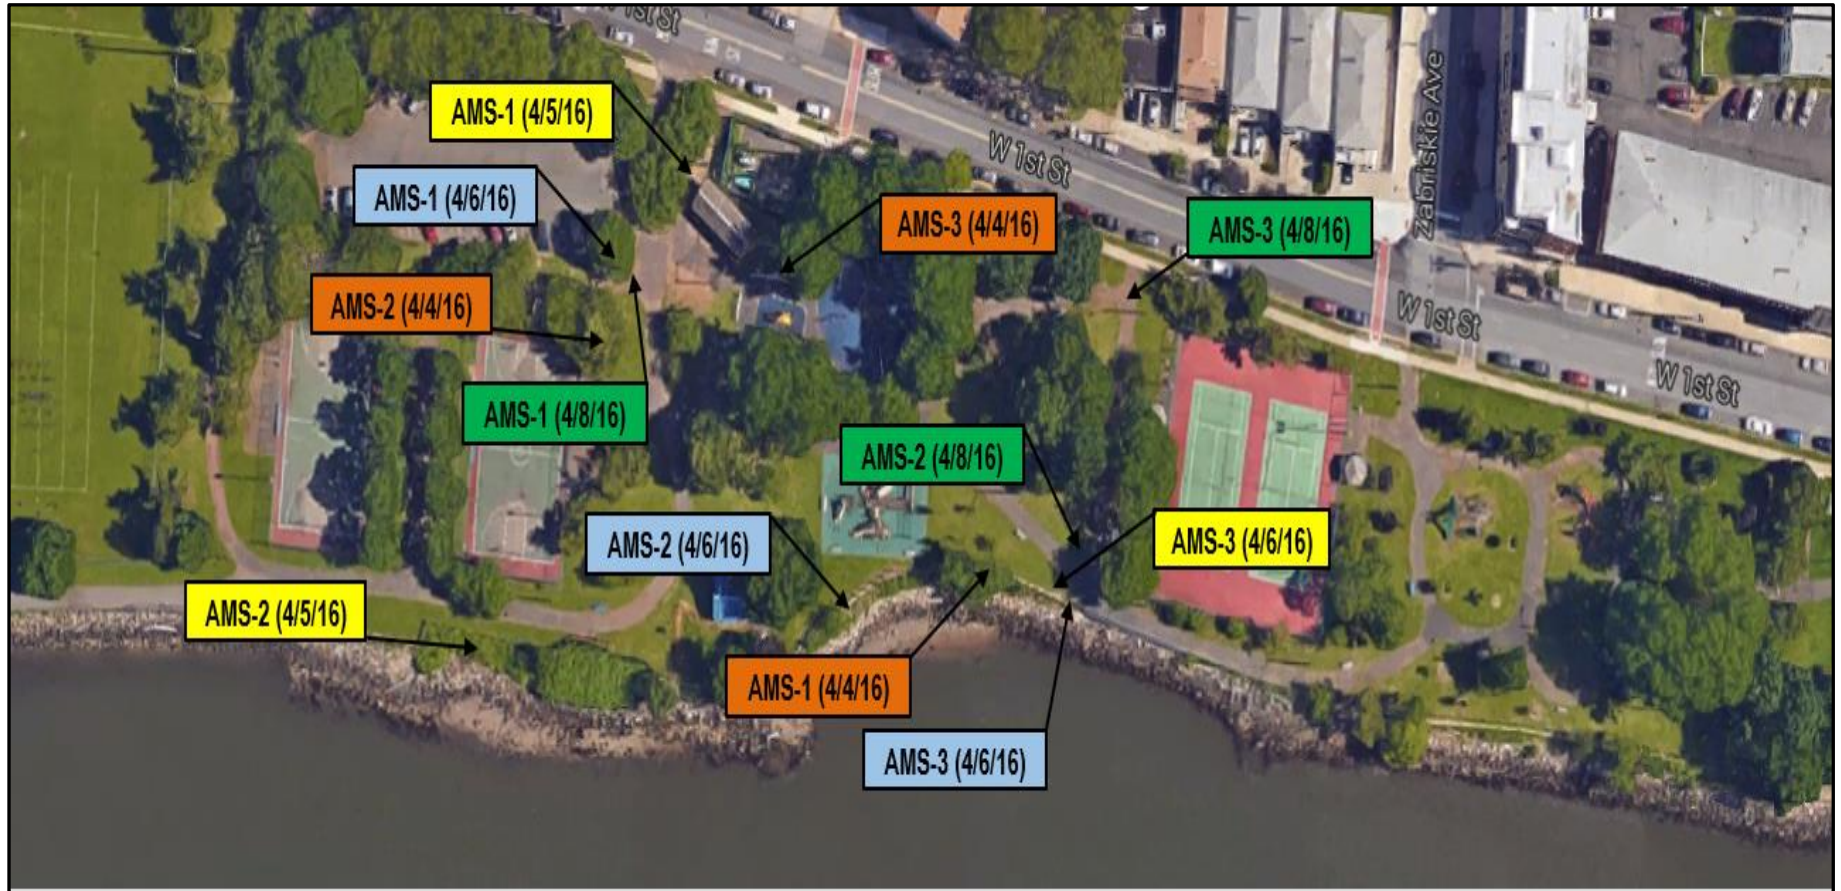 W 1st St
AMS-1 (4/5/16)
W 1st St
Zabriskie Ave
AMS-1 (4/6/16)
AMS-3 (4/4/16)
AMS-3 (4/8/16)
AMS-2 (4/4/16)
W 1st St
W 1st St
AMS-1 (4/8/16)
AMS-2 (4/8/16)
AMS-2 (4/6/16)
AMS-3 (4/6/16)
AMS-2 (4/5/16)
AMS-1 (4/4/16)
AMS-3 (4/6/16)